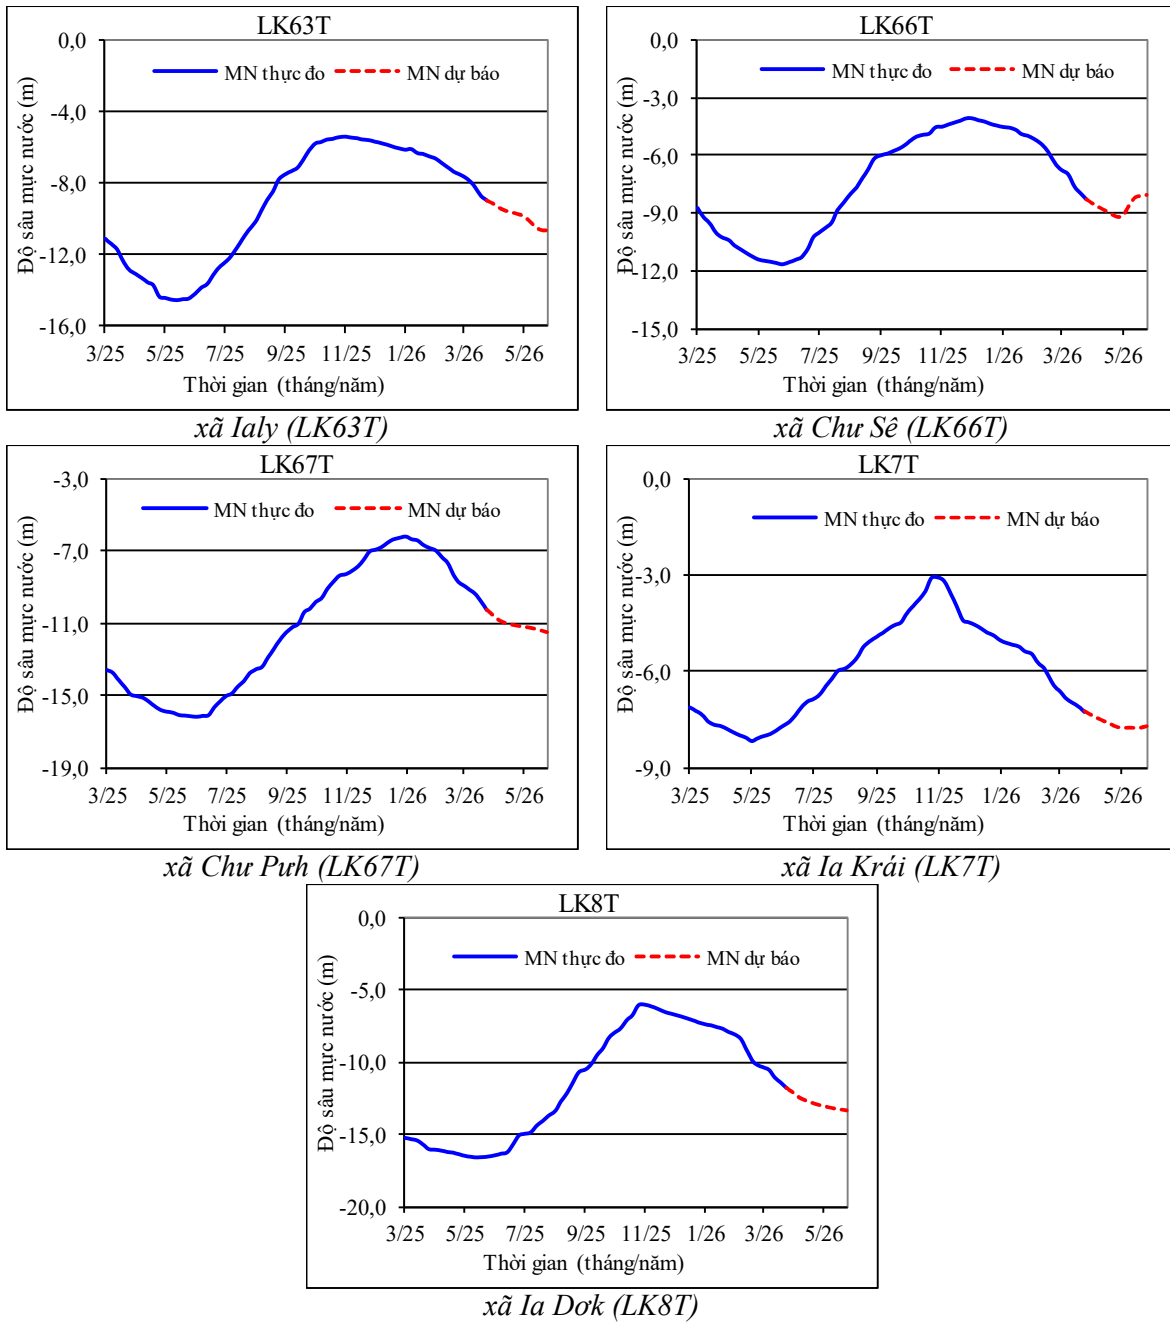 LK63T
0,0
-4,0
-8,0
-12,0
-16,0
Độ sâu mực nước (m)
MN thực đo
MN dự báo
3/25 5/25 7/25 9/25 11/25 1/26 3/26 5/26
Thời gian (tháng/năm)
xã Ialy (LK63T)
LK66T
0,0
-3,0
-6,0
-9,0
-12,0
-15,0
Độ sâu mực nước (m)
MN thực đo
MN dự báo
3/25 5/25 7/25 9/25 11/25 1/26 3/26 5/26
Thời gian (tháng/năm)
xã Chư Sê (LK66T)
LK67T
-3,0
-7,0
-11,0
-15,0
-19,0
Độ sâu mực nước (m)
MN thực đo
MN dự báo
3/25 5/25 7/25 9/25 11/25 1/26 3/26 5/26
Thời gian (tháng/năm)
xã Chư Pưh (LK67T)
LK7T
0,0
-3,0
-6,0
-9,0
Độ sâu mực nước (m)
MN thực đo
MN dự báo
3/25 5/25 7/25 9/25 11/25 1/26 3/26 5/26
Thời gian (tháng/năm)
xã Ia Krái (LK7T)
LK8T
0,0
-5,0
-10,0
-15,0
-20,0
Độ sâu mực nước (m)
MN thực đo
MN dự báo
3/25 5/25 7/25 9/25 11/25 1/26 3/26 5/26
Thời gian (tháng/năm)
xã Ia Dơk (LK8T)